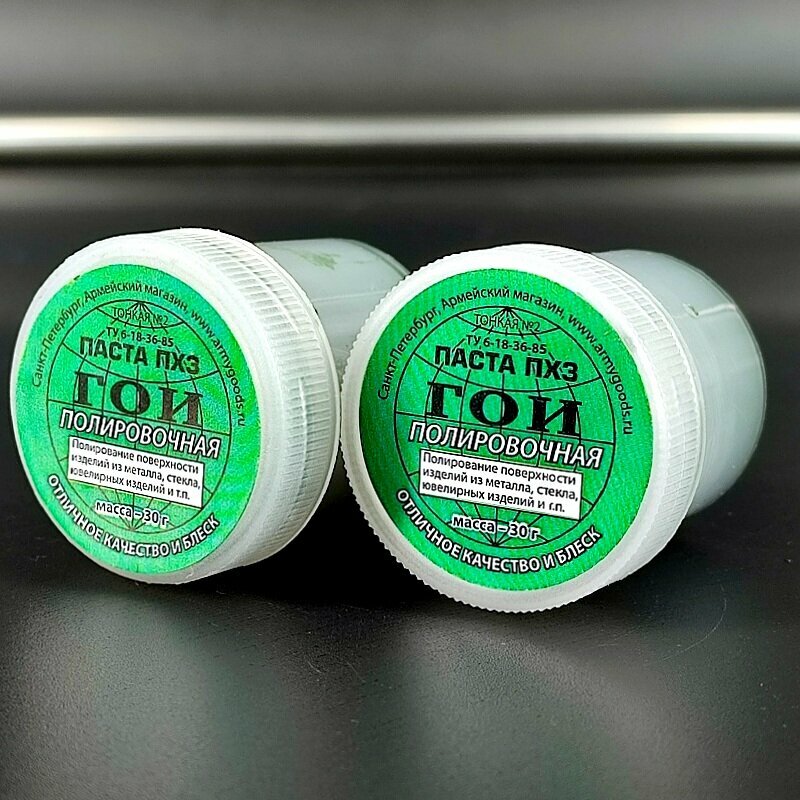 Санкт-Петербург, Армейский магазин, www.armygoods.ru
ТОНКАЯ №2
ТУ 6-18-36-85
ПАСТА ПХЗ
ГОИ
ПОЛИРОВОЧНАЯ
Полирование поверхности
изделий из металла, стекла,
ювелирных изделий и т.п.
масса – 30 г
ОТЛИЧНОЕ КАЧЕСТВО И БЛЕСК
Санкт-Петербург, Армейский магазин, www.armygoods.ru
ТОНКАЯ №2
ТУ 6-18-36-85
ПАСТА ПХЗ
ГОИ
ПОЛИРОВОЧНАЯ
Полирование поверхности
изделий из металла, стекла,
ювелирных изделий и т.п.
масса – 30 г
ОТЛИЧНОЕ КАЧЕСТВО И БЛЕСК